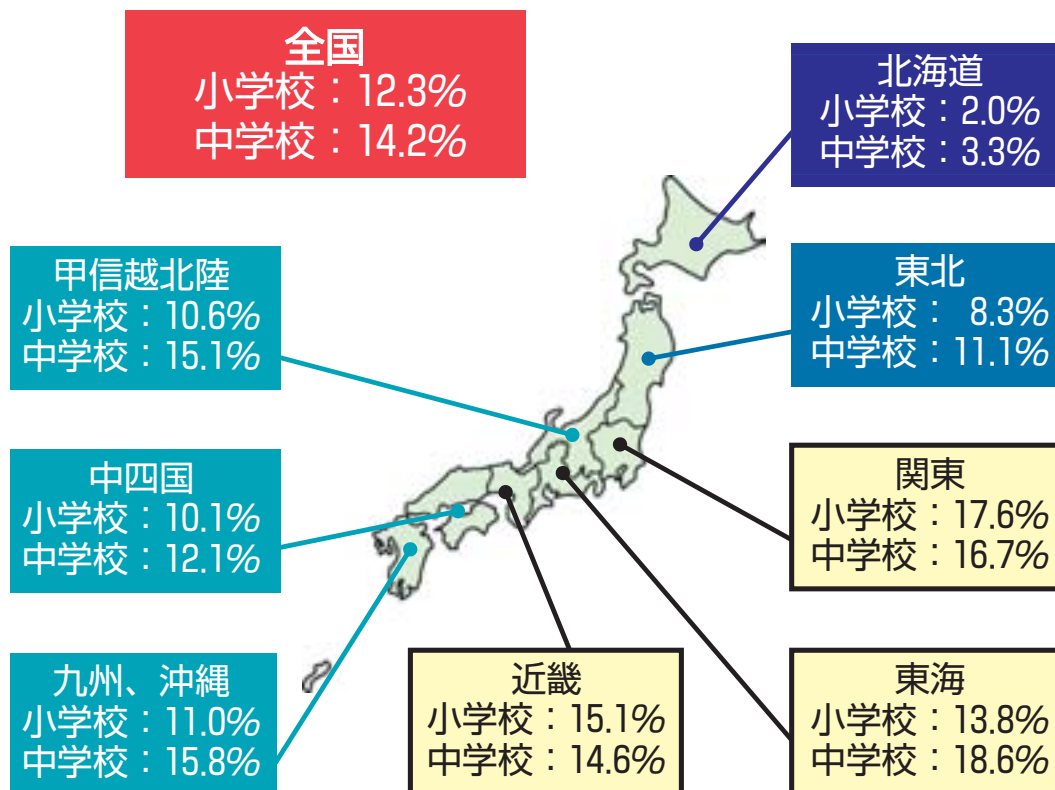 全国
小学校：12.3%
中学校：14.2%
北海道
小学校：2.0%
中学校：3.3%
甲信越北陸
小学校：10.6%
中学校：15.1%
東北
小学校： 8.3%
中学校：11.1%
中四国
小学校：10.1%
中学校：12.1%
関東
小学校：17.6%
中学校：16.7%
九州、沖縄
小学校：11.0%
中学校：15.8%
近畿
小学校：15.1%
中学校：14.6%
東海
小学校：13.8%
中学校：18.6%